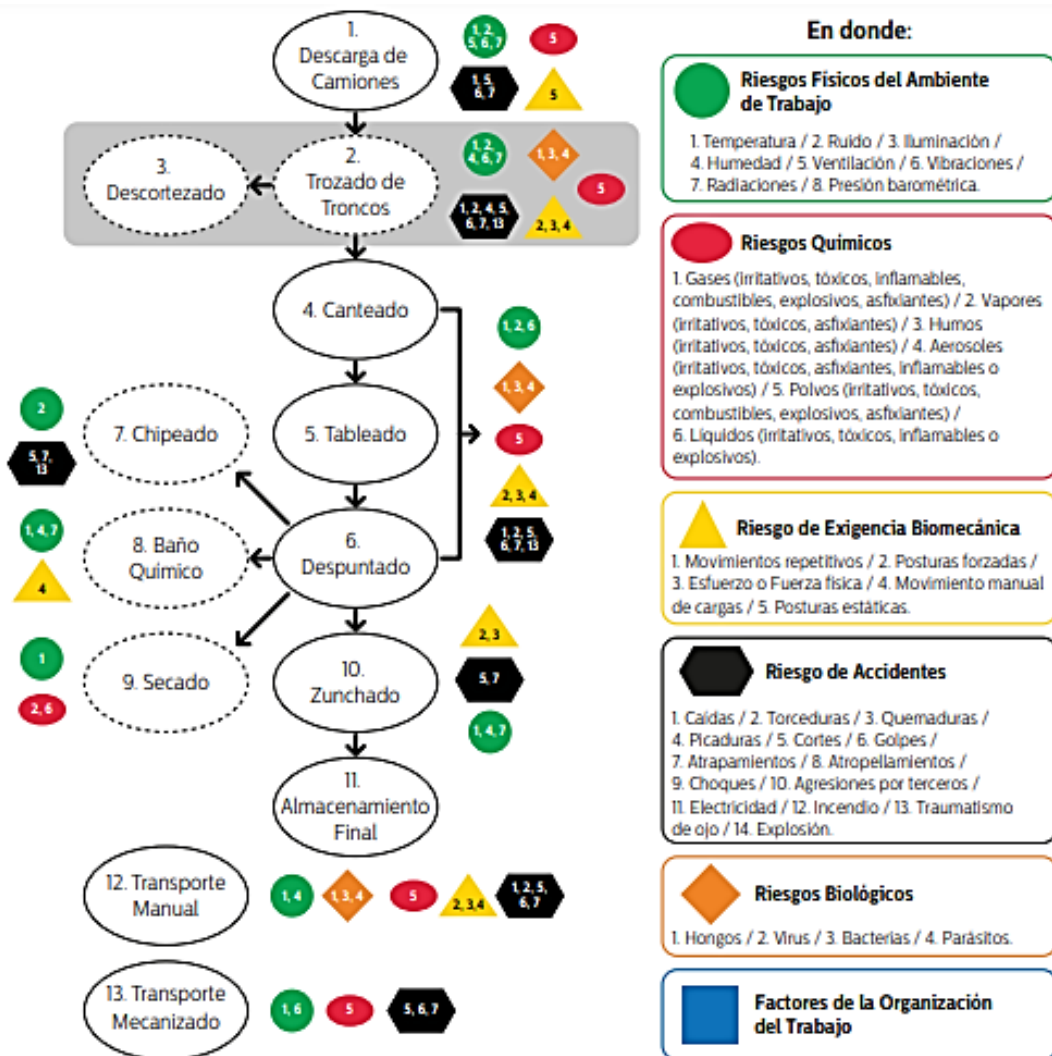 1.
Descarga de
Camiones
1, 2,
5, 6, 7
5
1, 5,
6, 7
5
3.
Descortezado
2.
Trozado de
Troncos
1, 2,
4, 6, 7
1, 3, 4
5
1, 2, 4, 5,
6, 7, 13
2, 3, 4
4. Canteado
1, 2, 6
1, 3, 4
5
2, 3, 4
1, 2, 5,
6, 7, 13
5. Tableado
2
5, 7,
13
7. Chipeado
1, 4, 7
4
8. Baño
Químico
6.
Despuntado
1
2, 6
9. Secado
10.
Zunchado
2, 3
5, 7
1, 4, 7
11.
Almacenamiento
Final
12. Transporte
Manual
1, 4
1, 3, 4
5
2, 3,4
1, 2, 5,
6, 7
13. Transporte
Mecanizado
1, 6
5
5, 6, 7
En donde:
Riesgos Físicos del Ambiente
de Trabajo
1. Temperatura / 2. Ruido / 3. Iluminación /
4. Humedad / 5. Ventilación / 6. Vibraciones /
7. Radiaciones / 8. Presión barométrica.
Riesgos Químicos
1. Gases (irritativos, tóxicos, inflamables,
combustibles, explosivos, asfixiantes) / 2. Vapores
(irritativos, tóxicos, asfixiantes) / 3. Humos
(irritativos, tóxicos, asfixiantes) / 4. Aerosoles
(irritativos, tóxicos, asfixiantes, inflamables o
explosivos) / 5. Polvos (irritativos, tóxicos,
combustibles, explosivos, asfixiantes) /
6. Líquidos (irritativos, tóxicos, inflamables o
explosivos).
Riesgo de Exigencia Biomecánica
1. Movimientos repetitivos / 2. Posturas forzadas /
3. Esfuerzo o Fuerza física / 4. Movimiento manual
de cargas / 5. Posturas estáticas.
Riesgo de Accidentes
1. Caídas / 2. Torceduras / 3. Quemaduras /
4. Picaduras / 5. Cortes / 6. Golpes /
7. Atrapamientos / 8. Atropellamientos /
9. Choques / 10. Agresiones por terceros /
11. Electricidad / 12. Incendio / 13. Traumatismo
de ojo / 14. Explosión.
Riesgos Biológicos
1. Hongos / 2. Virus / 3. Bacterias / 4. Parásitos.
Factores de la Organización
del Trabajo